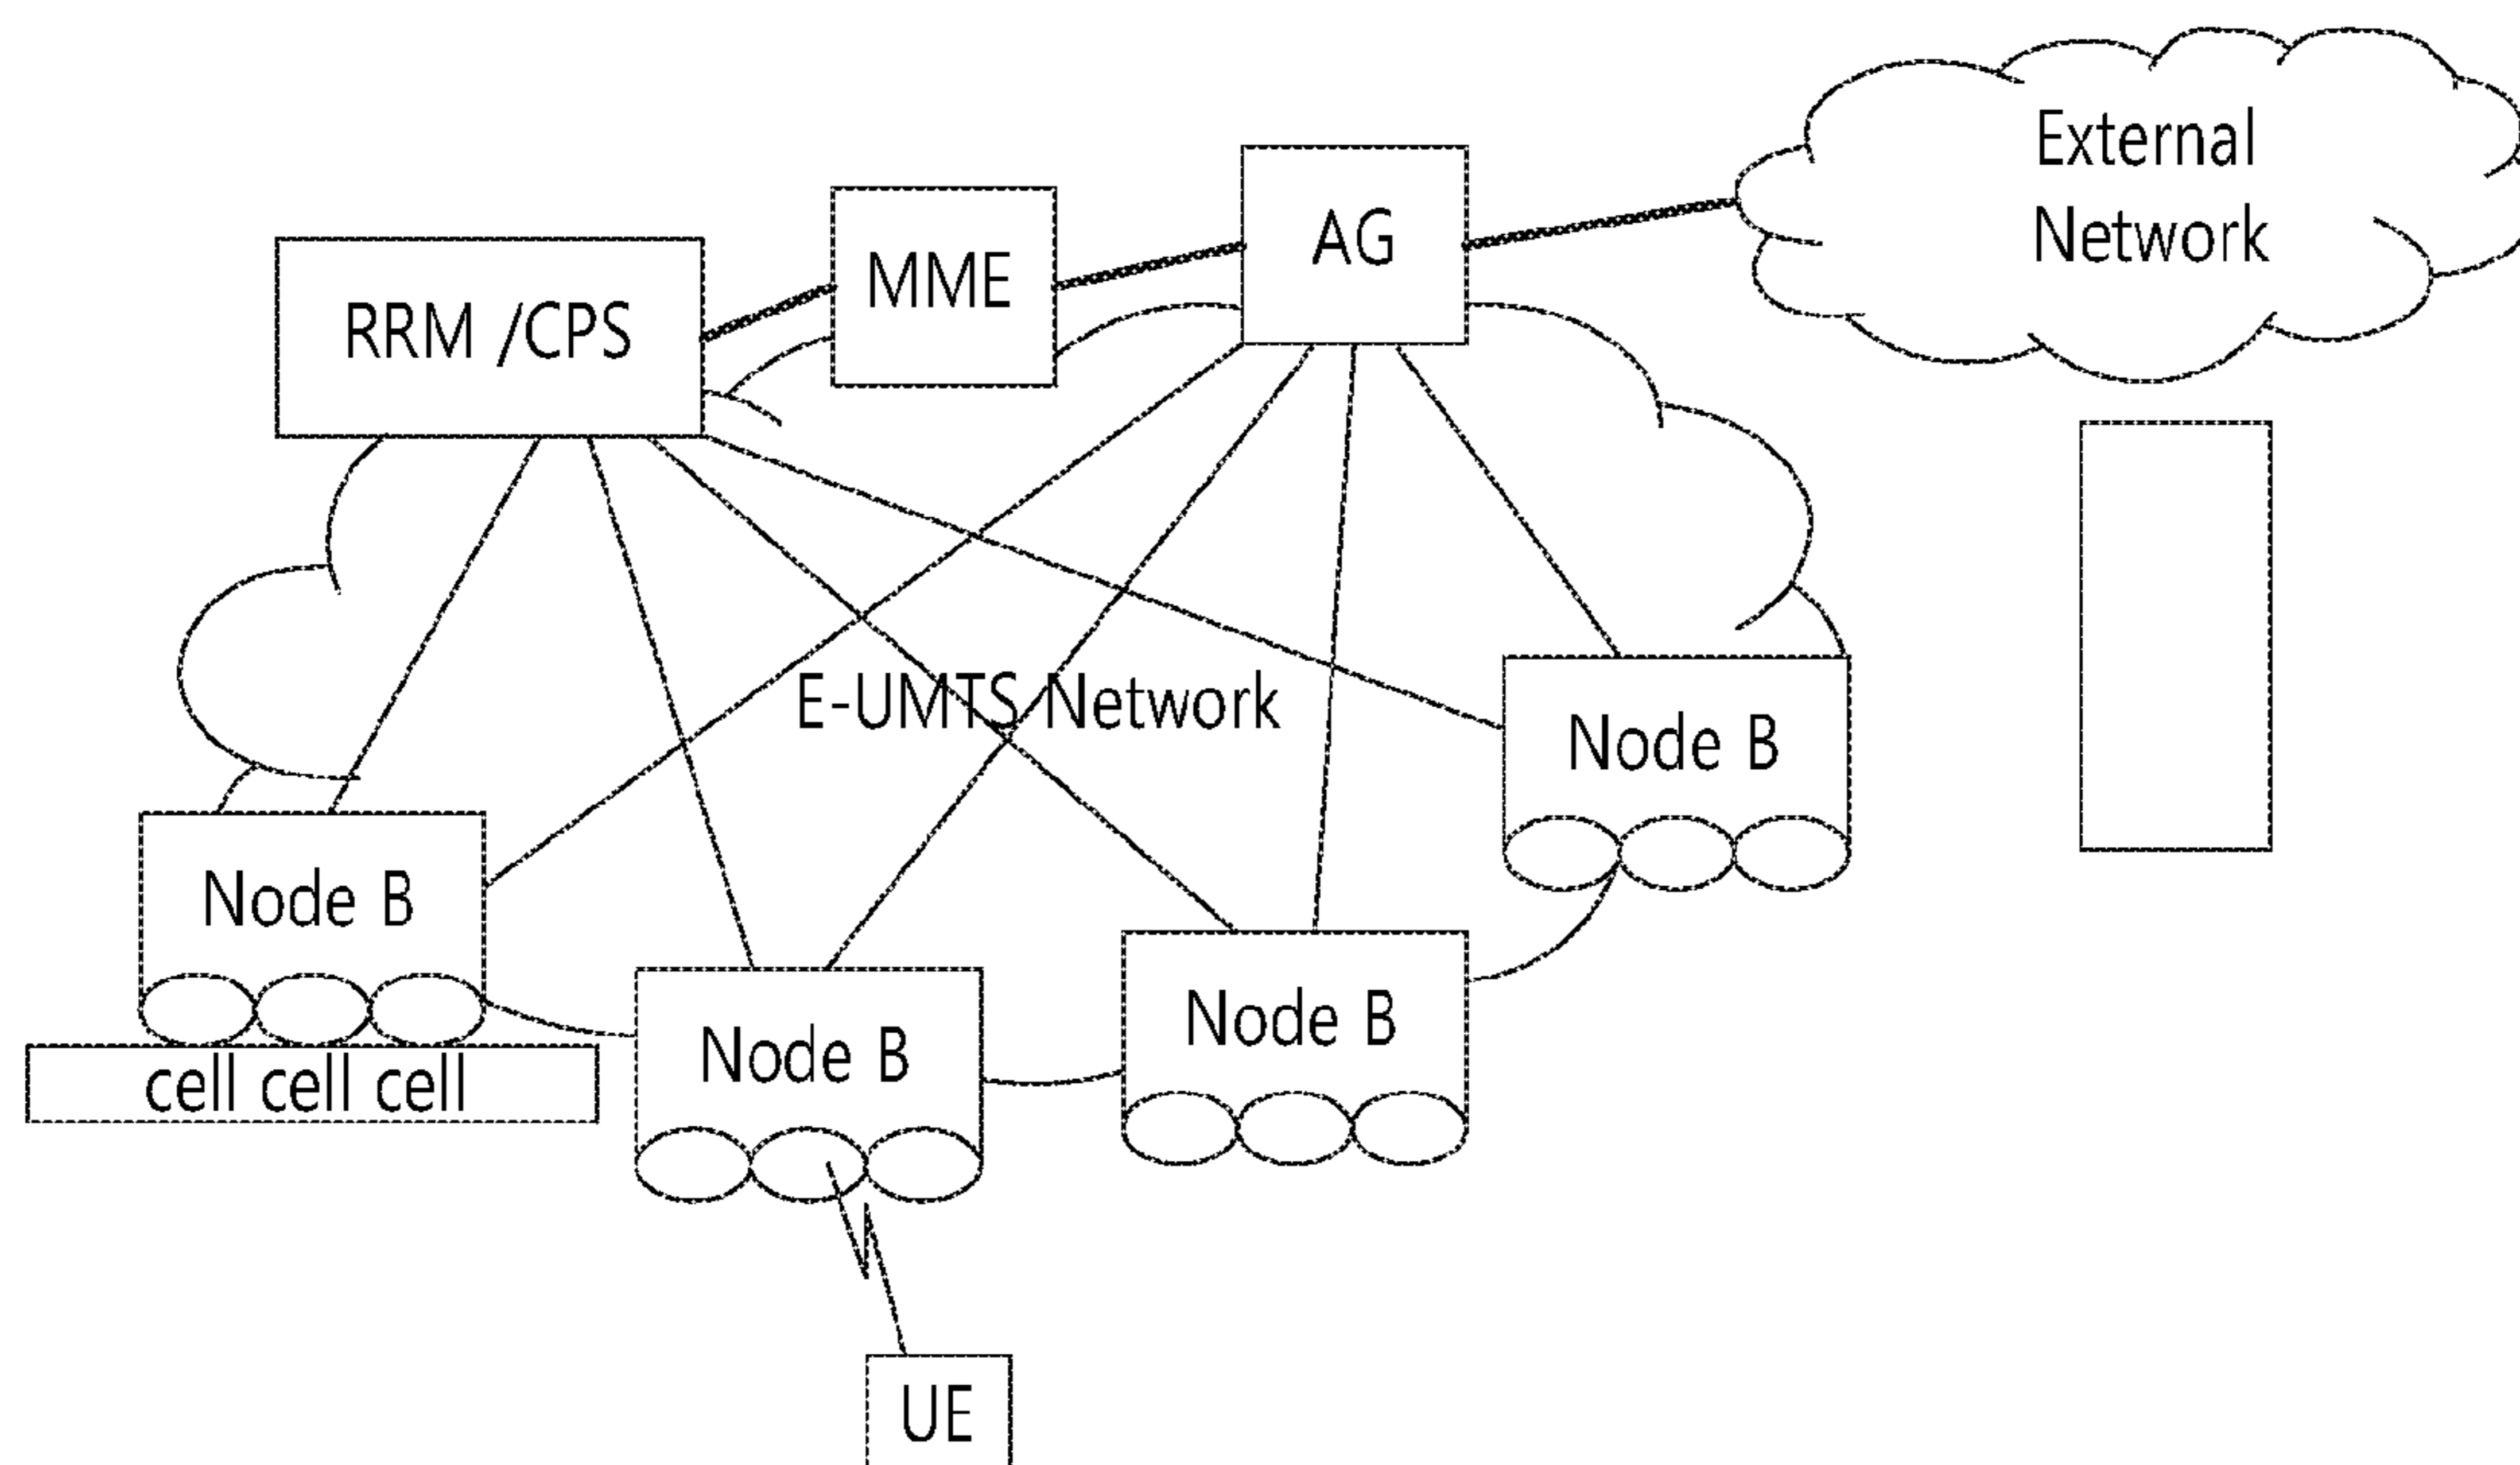 External
Network
AG
MME
RRM /CPS
E-UMTS Network
Node B
Node B
Node B
Node B
cell cell cell
UE